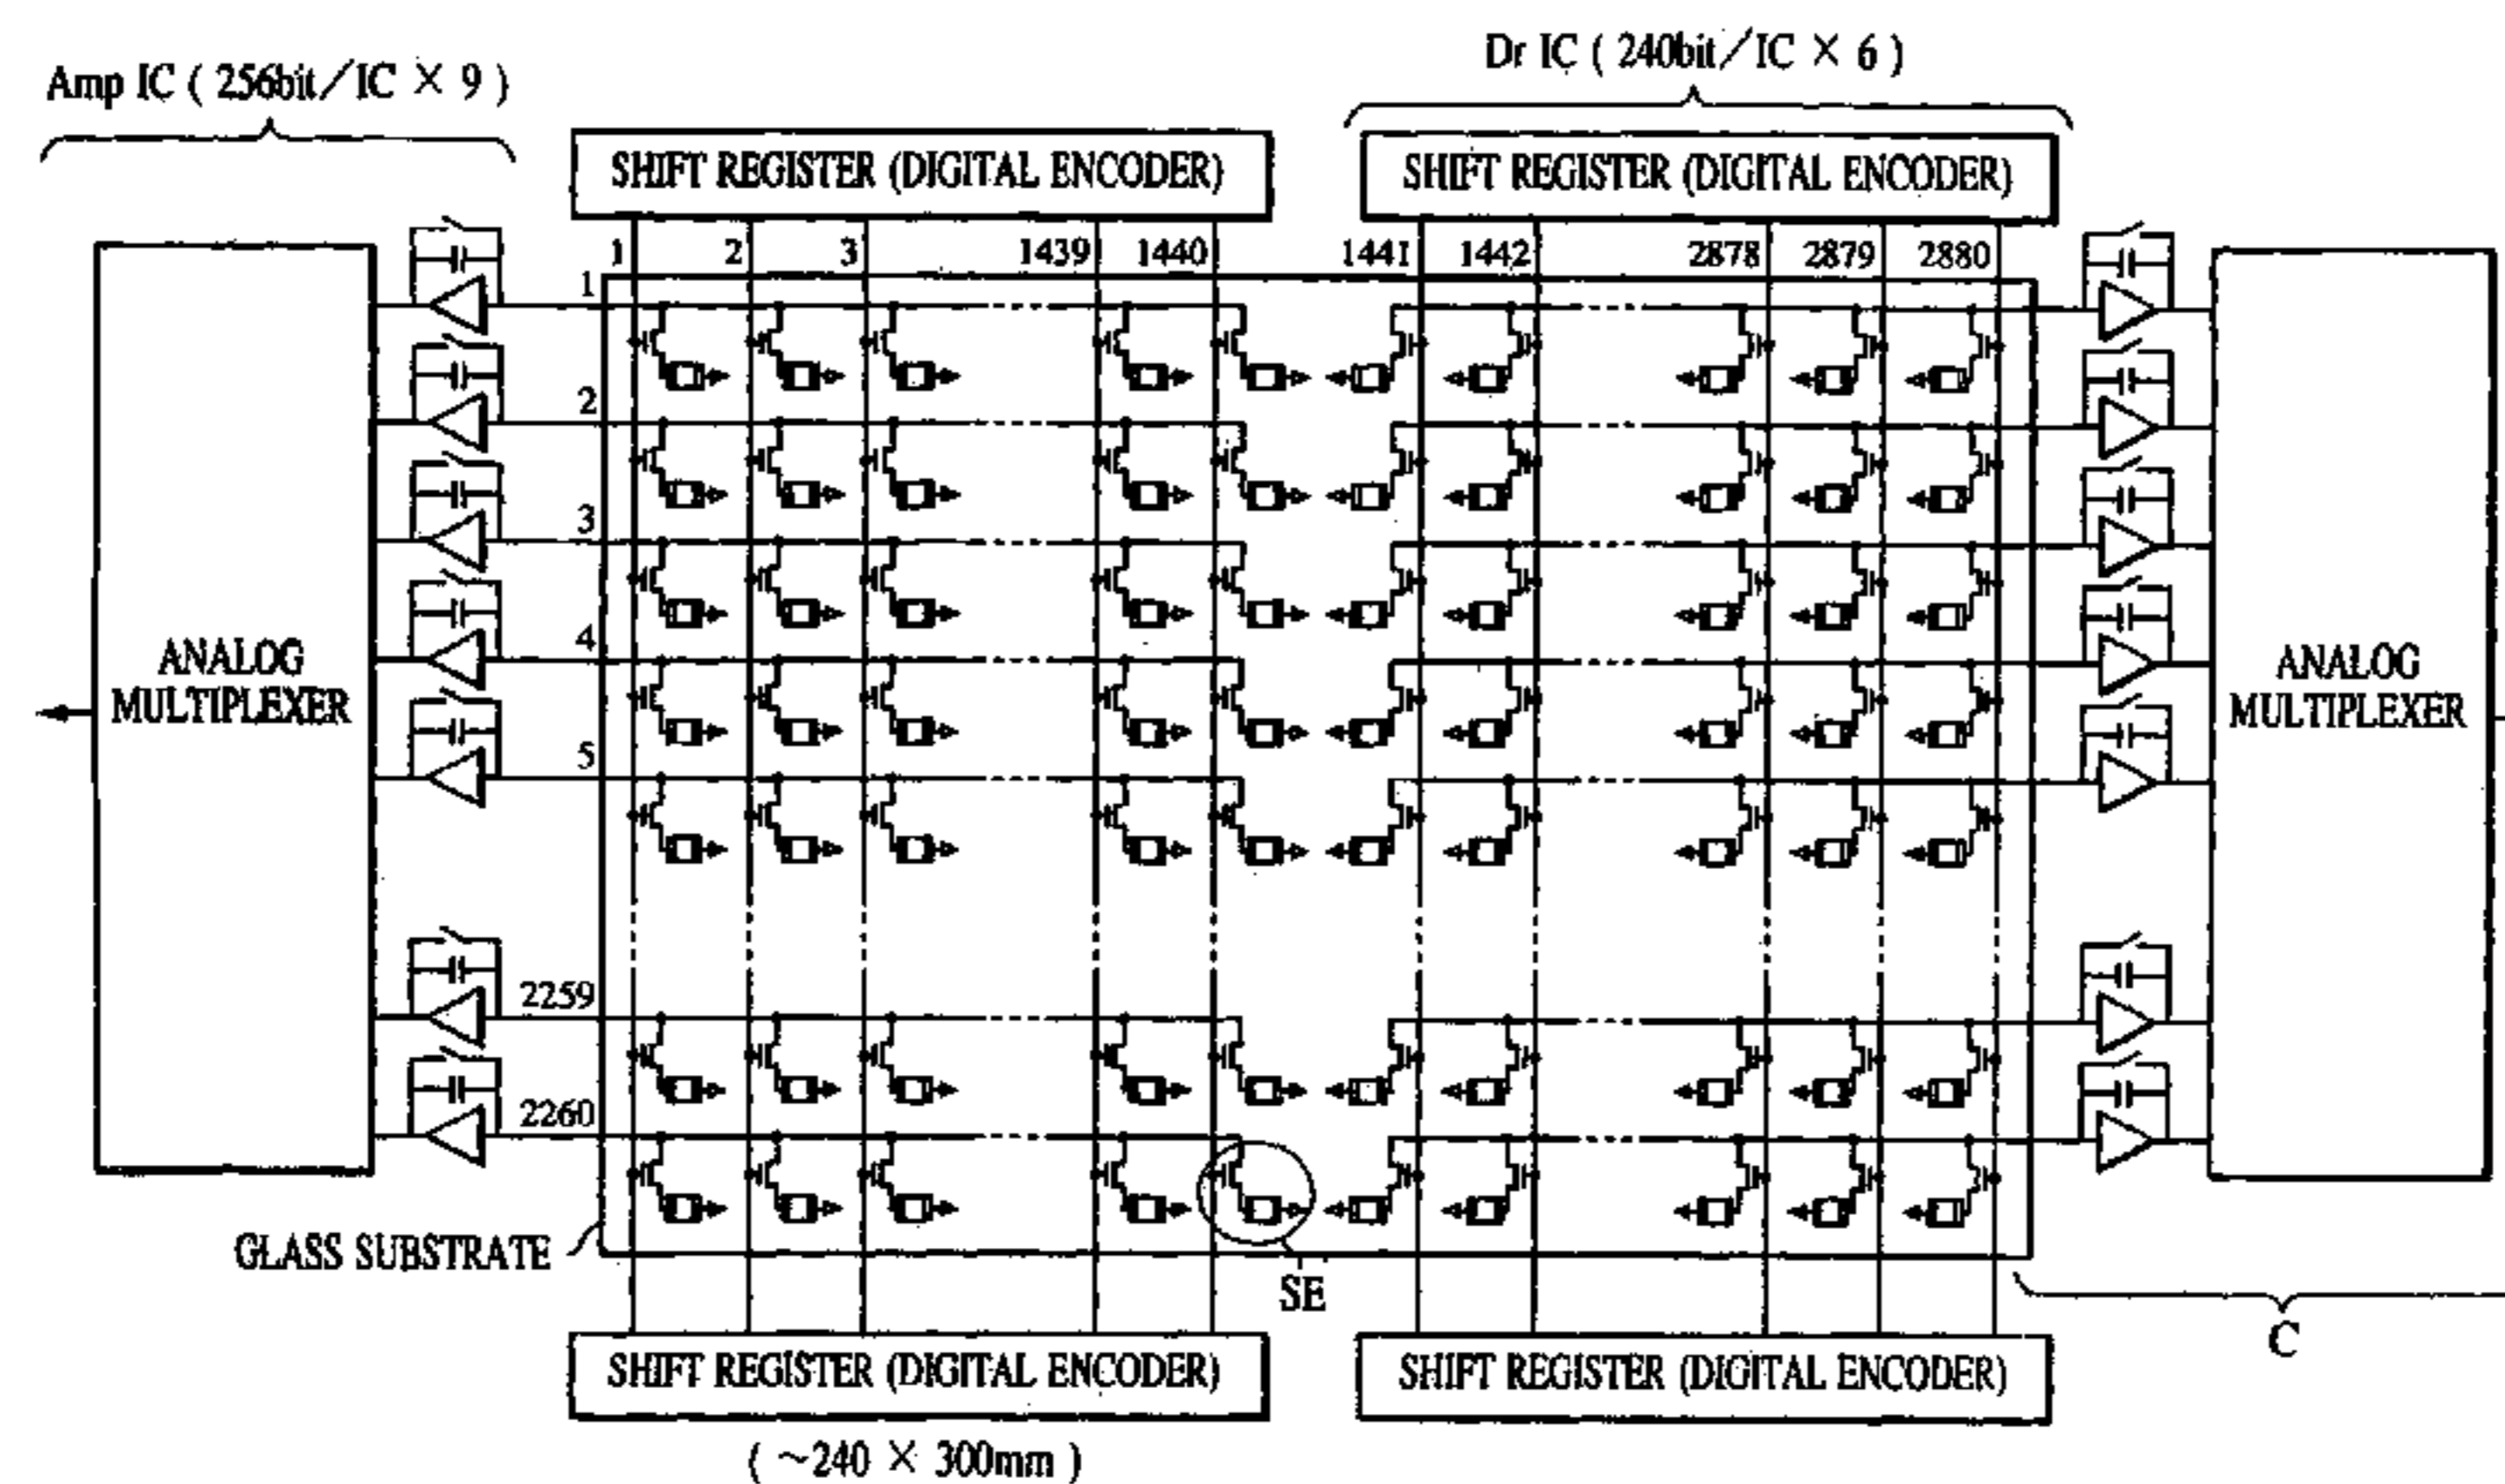 Dr IC ( 240bit／IC × 6 )
Amp IC ( 256bit／IC × 9 )
SHIFT REGISTER (DIGITAL ENCODER)
SHIFT REGISTER (DIGITAL ENCODER)
1 2 3 1439 1440 1441 1442 2878 2879 2880
1
2
3
4
5
ANALOG
MULTIPLEXER
ANALOG
MULTIPLEXER
2259
2260
GLASS SUBSTRATE
SE
C
SHIFT REGISTER (DIGITAL ENCODER)
SHIFT REGISTER (DIGITAL ENCODER)
( ~240 × 300mm )